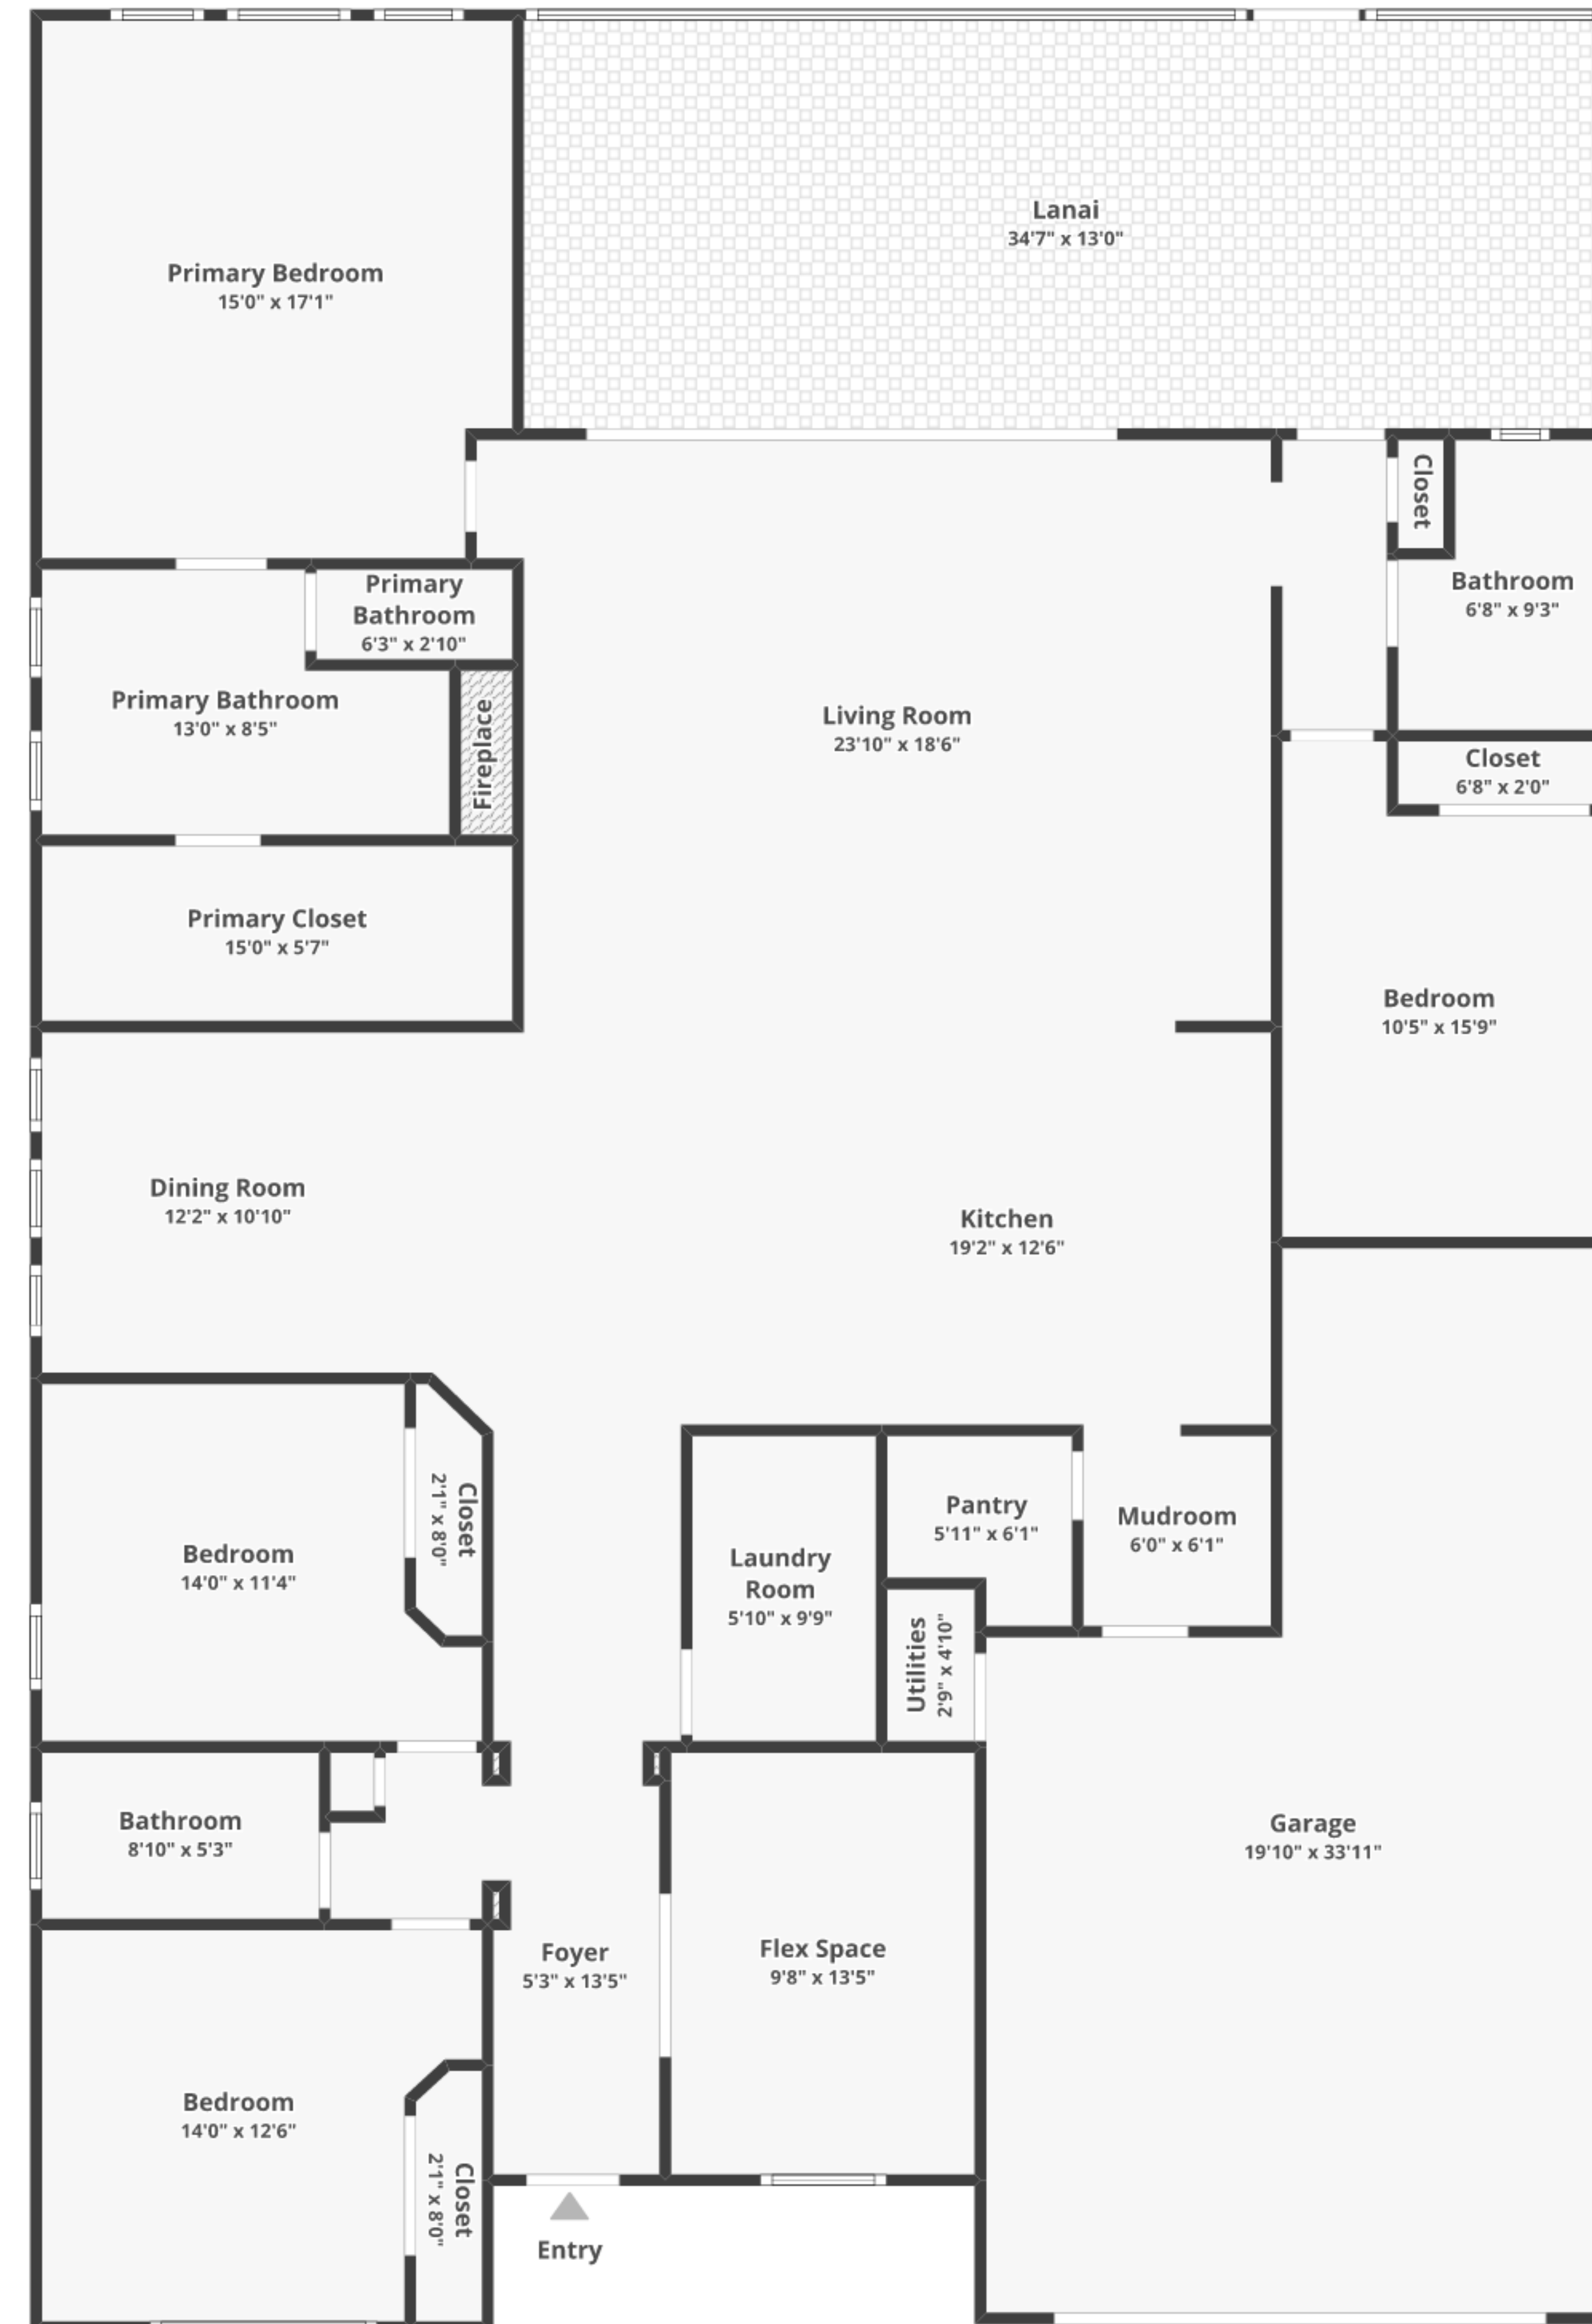 Lanai
34'7" x 13'0"
Primary Bedroom
15'0" x 17'1"
Closet
Primary
Bathroom
6'3" x 2'10"
Bathroom
6'8" x 9'3"
Primary Bathroom
13'0" x 8'5"
Fireplace
Living Room
23'10" x 18'6"
Closet
6'8" x 2'0"
Primary Closet
15'0" x 5'7"
Bedroom
10'5" x 15'9"
Dining Room
12'2" x 10'10"
Kitchen
19'2" x 12'6"
Closet
2'1" x 8'0"
Bedroom
14'0" x 11'4"
Laundry
Room
5'10" x 9'9"
Pantry
5'11" x 6'1"
Mudroom
6'0" x 6'1"
Utilities
2'9" x 4'10"
Bathroom
8'10" x 5'3"
Garage
19'10" x 33'11"
Foyer
5'3" x 13'5"
Flex Space
9'8" x 13'5"
Bedroom
14'0" x 12'6"
Closet
2'1" x 8'0"
Entry